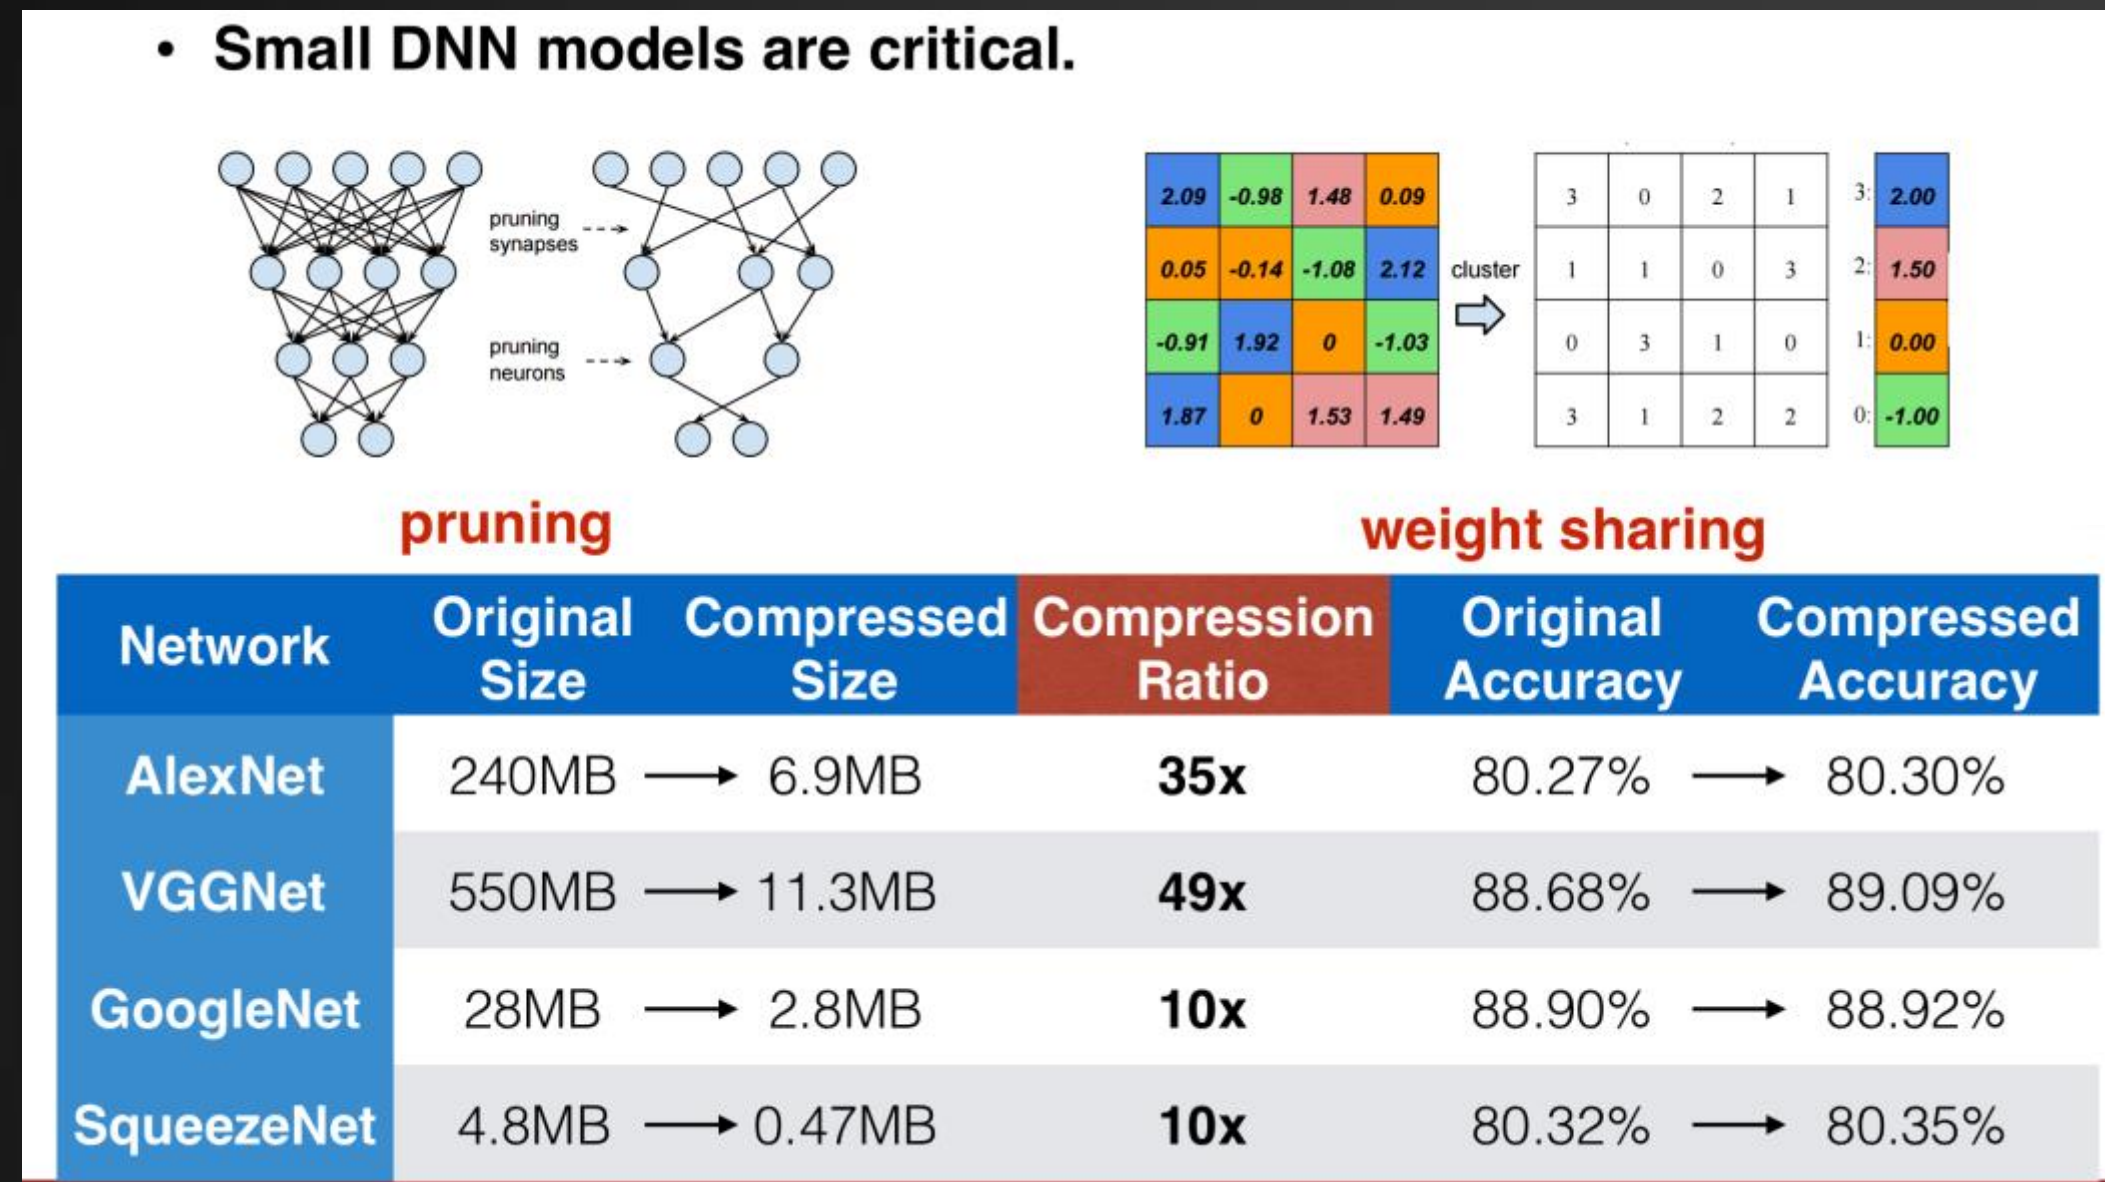 • Small DNN models are critical.
pruning
synapses
pruning
neurons
pruning
2.09 -0.98 1.48 0.09
0.05 -0.14 -1.08 2.12
-0.91 1.92 0 -1.03
1.87 0 1.53 1.49
cluster
3 0 2 1
1 1 0 3
0 3 1 0
3 1 2 2
3: 2.00
2: 1.50
1: 0.00
0: -1.00
weight sharing
Network
Original
Size
Compressed
Size
Compression
Ratio
Original
Accuracy
Compressed
Accuracy
AlexNet 240MB → 6.9MB 35x 80.27% → 80.30%
VGGNet 550MB → 11.3MB 49x 88.68% → 89.09%
GoogleNet 28MB → 2.8MB 10x 88.90% → 88.92%
SqueezeNet 4.8MB → 0.47MB 10x 80.32% → 80.35%